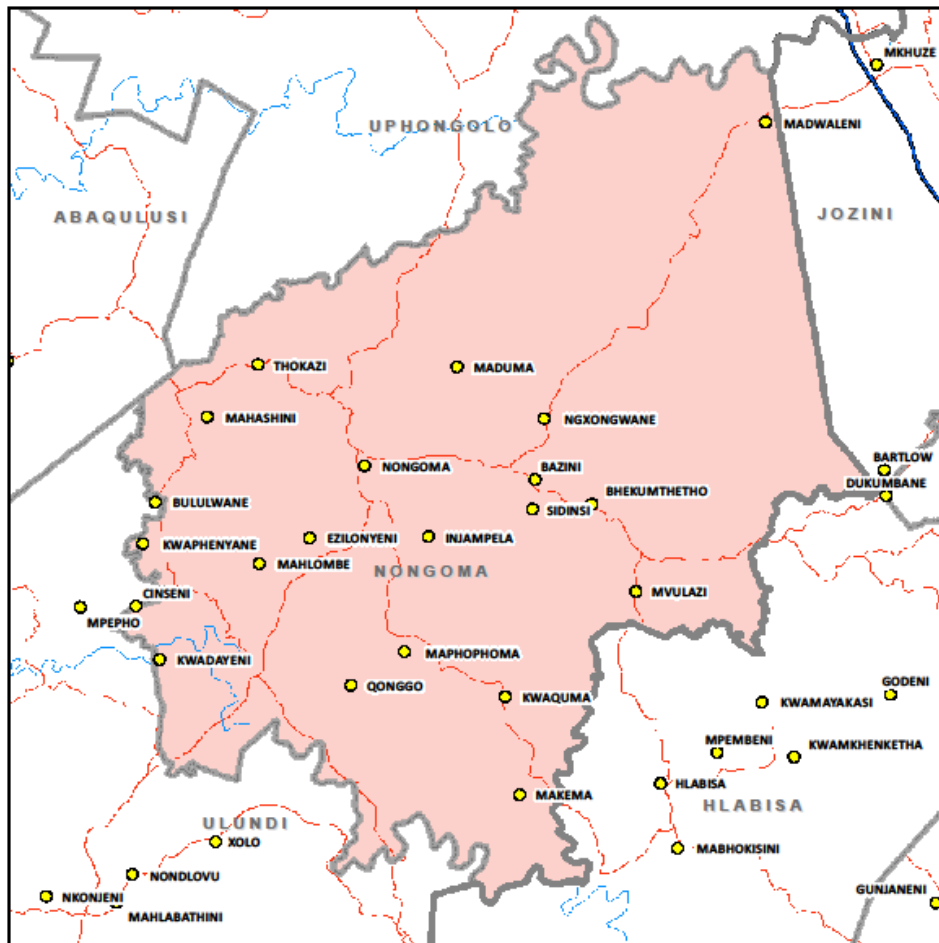 MKHUZE
MADWALENI
UPHONGOLO
ABAQULUSI
JOZINI
THOKAZI
MADUMA
MAHASHINI
NGXONGWANE
NONGOMA
BAZINI
BARTLOW
DUKUMBANE
BHEKUMTHETHO
BULULWANE
SIDINSI
EZILONYENI
INJAMPELA
KWAPHENYANE
MAHLOMBE
NONGOMA
CINSENI
MVULAZI
MPEPHO
KWADAYENI
MAPHOPHOMA
QONGGO
KWAQUMA
GODENI
KWAMAYAKASI
MPEMBENI
KWAMKHENKETHA
HLABISA
MAKEMA
HLABISA
ULUNDI
XOLO
MABHOKISINI
NONDLOVU
NKONJENI
MAHLABATHINI
GUNJANENI